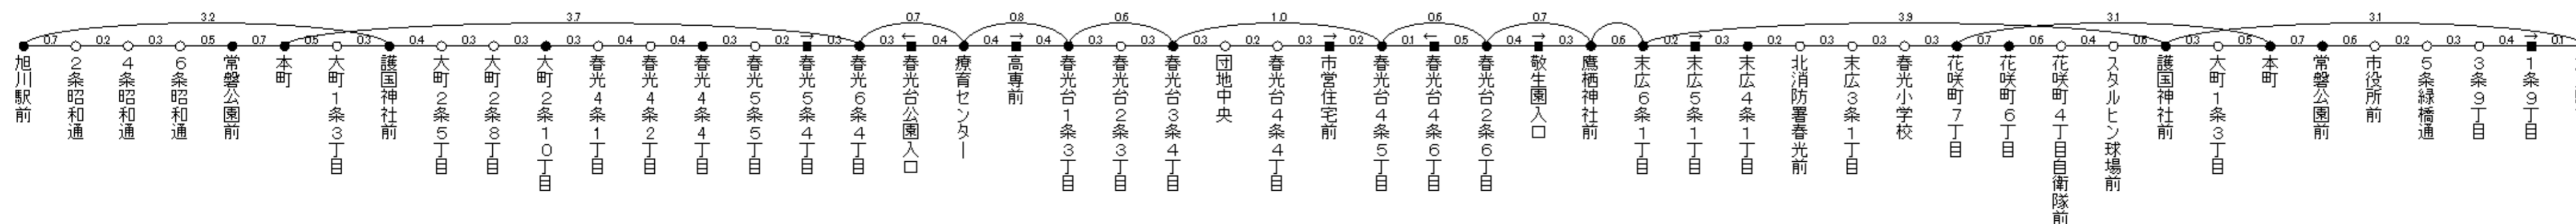 3.2 3.7 0.7 0.8 0.6 1.0 0.6 0.7 3.9 3.1 3.1
0.7 0.2 0.3 0.5 0.7 0.5 0.3 0.4 0.3 0.3 0.3 0.4 0.4 0.3 0.2 0.3 0.3 0.4 0.4 0.4 0.3 0.3 0.3 0.2 0.4 0.2 0.1 0.5 0.4 0.3 0.6 0.2 0.3 0.2 0.3 0.3 0.3 0.7 0.6 0.4 0.6 0.3 0.5 0.7 0.6 0.2 0.3 0.4 0.1
旭川駅前
2条昭和通
4条昭和通
6条昭和通
常磐公園前
本町
大町1条3丁目
護国神社前
大町2条5丁目
大町2条8丁目
大町2条10丁目
春光4条1丁目
春光4条2丁目
春光4条4丁目
春光5条5丁目
→
春光5条4丁目
春光6条4丁目
←
春光台公園入口
療育センター
→
高専前
春光台1条3丁目
春光台2条3丁目
春光台3条4丁目
団地中央
春光台4条4丁目
→
市営住宅前
春光台4条5丁目
←
春光台4条6丁目
春光台2条6丁目
→
敬生園入口
鷹栖神社前
末広6条1丁目
→
末広5条1丁目
末広4条1丁目
北消防署春光前
末広3条1丁目
春光小学校
花咲町7丁目
花咲町6丁目
花咲町4丁目自衛隊前
スタルヒン球場前
護国神社前
大町1条3丁目
本町
常磐公園前
市役所前
5条緑橋通
3条9丁目
→
1条9丁目